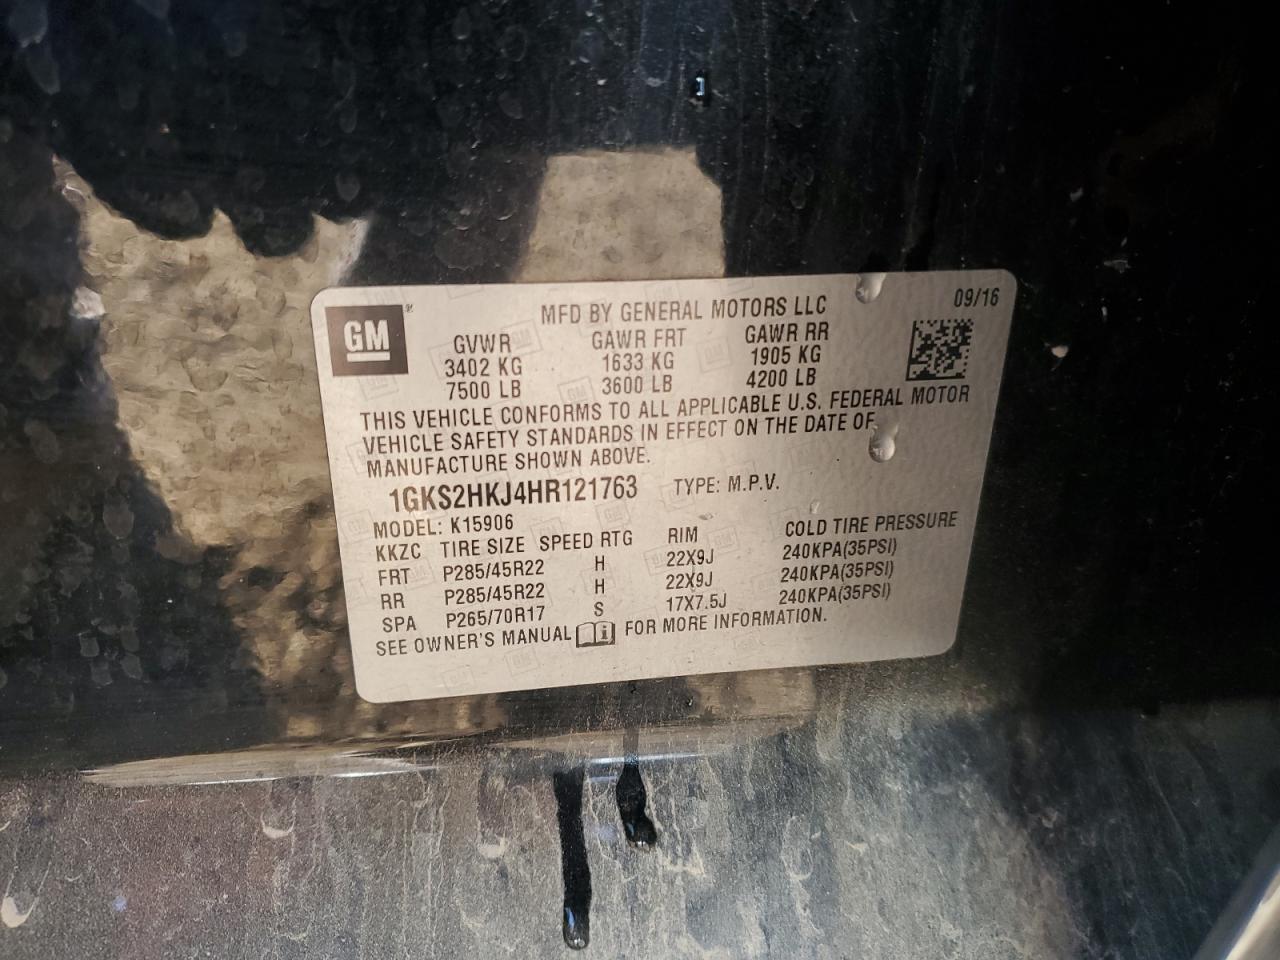 GM
MFD BY GENERAL MOTORS LLC
09/16
GVWR GAWR FRT GAWR RR
3402 KG 1633 KG 1905 KG
7500 LB 3600 LB 4200 LB
THIS VEHICLE CONFORMS TO ALL APPLICABLE U.S. FEDERAL MOTOR
VEHICLE SAFETY STANDARDS IN EFFECT ON THE DATE OF
MANUFACTURE SHOWN ABOVE.
1GKS2HKJ4HR121763 TYPE: M.P.V.
MODEL: K15906
KKZC TIRE SIZE SPEED RTG RIM COLD TIRE PRESSURE
FRT P285/45R22 H 22X9J 240KPA(35PSI)
RR P285/45R22 H 22X9J 240KPA(35PSI)
SPA P265/70R17 S 17X7.5J 240KPA(35PSI)
SEE OWNER'S MANUAL FOR MORE INFORMATION.